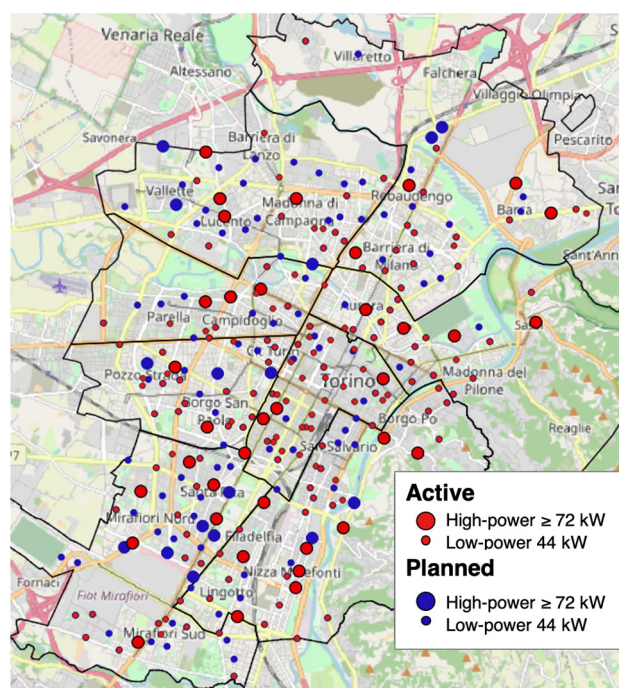 Venaria Reale
Villaretto
Altessano
Falchera
Villaggio Olimpia
Savonera
Barriera di
Lanzo
Pescarito
Vallette
Rebaudengo
Madonna di
Campagna
Lucento
Barca
Barriera di
Milano
Sant'Ann
Aurora
Parella
Campidoglio
Sas
Pozzo Strada
Torino
Madonna del
Pilone
Borgo San
Paolo
Borgo Po
Reaglie
San Salvario
Active
High-power ≥ 72 kW
Low-power 44 kW
Santa Rita
Mirafiori Nord
Filadelfia
Planned
Nizza Millefonti
High-power ≥ 72 kW
Low-power 44 kW
Fornaci
Fiat Mirafiori
Lingotto
Mirafiori Sud